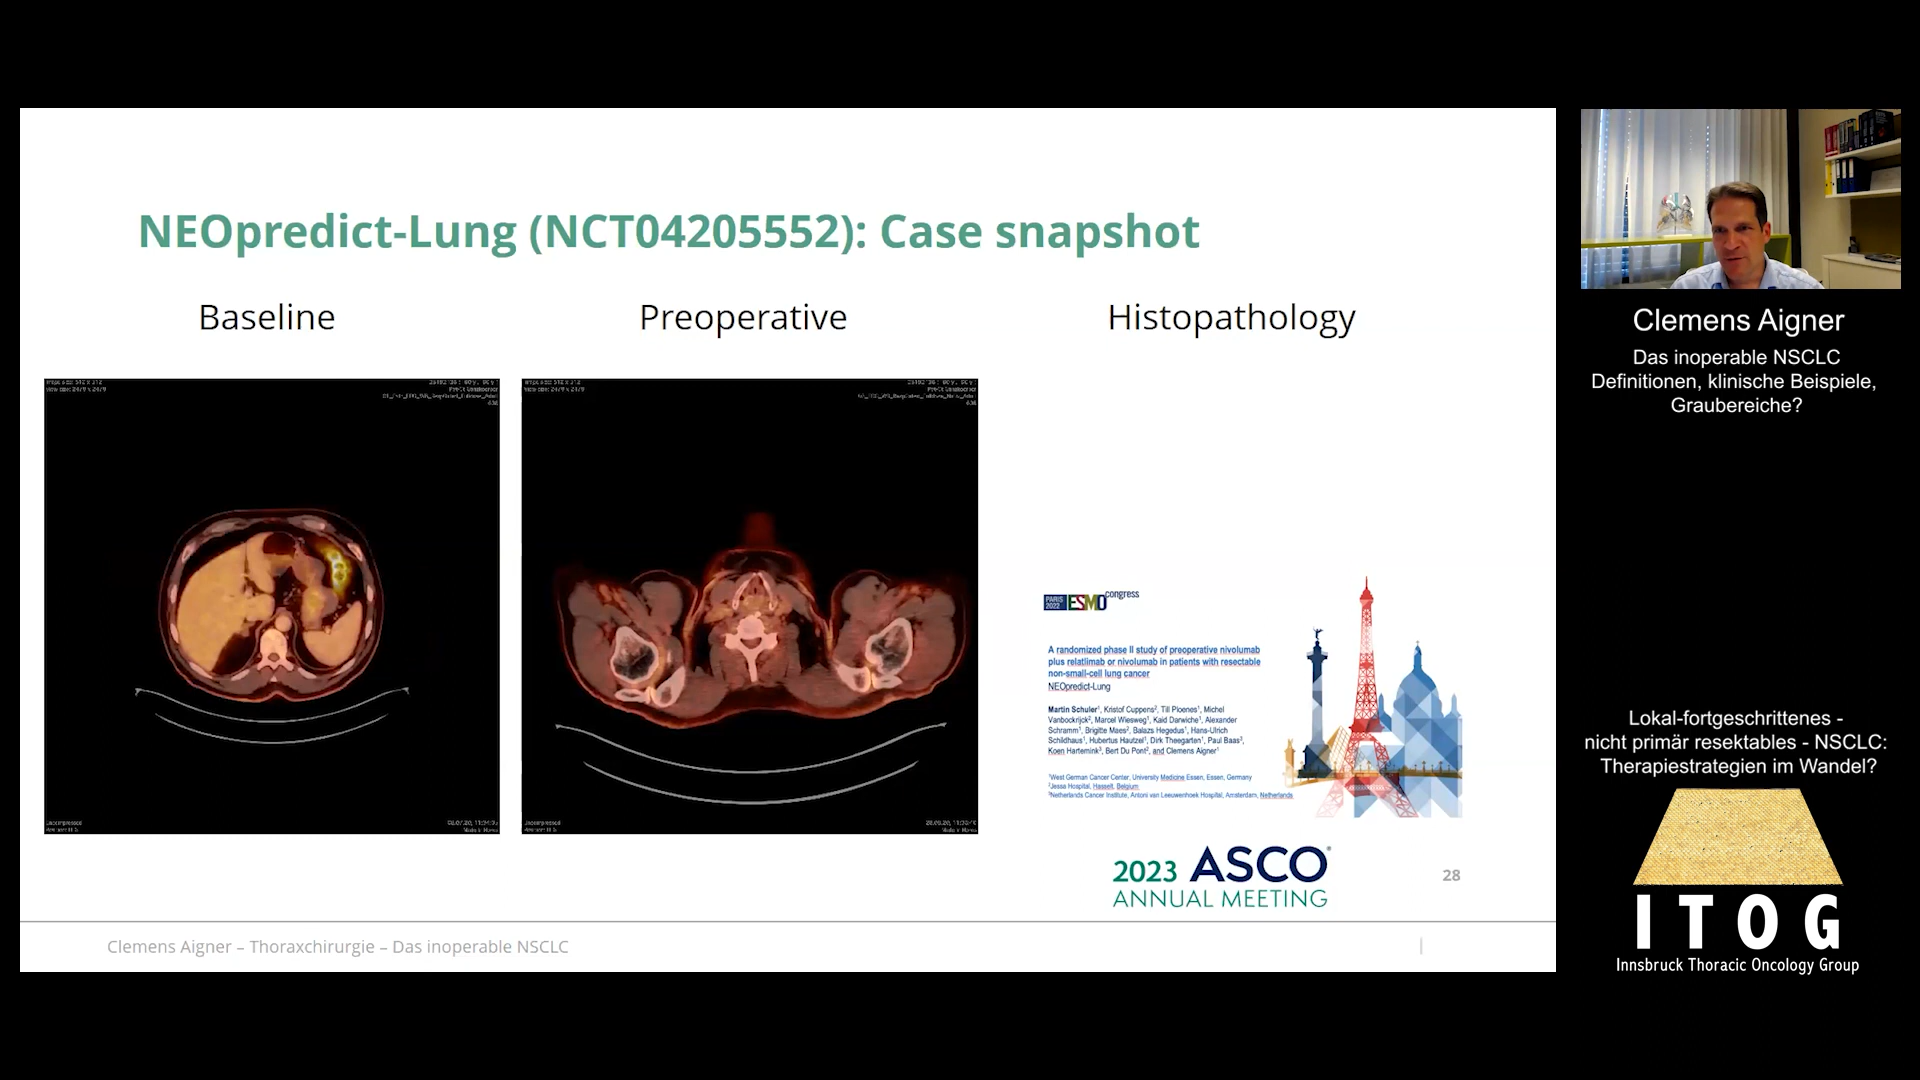 NEOpredict-Lung (NCT04205552): Case snapshot
Baseline
Preoperative
Histopathology
PARIS
2022
ESMO congress
A randomized phase II study of preoperative nivolumab
plus relatlimab or nivolumab in patients with resectable
non-small-cell lung cancer
NEOpredict-Lung
Martin Schuler¹, Kristof Cuppens², Till Ploenes¹, Michel
Vanbockrijck², Marcel Wiesweg¹, Kaid Darwiche¹, Alexander
Schramm¹, Brigitte Maes², Balazs Hegedus¹, Hans-Ulrich
Schildhaus¹, Hubertus Hautzel¹, Dirk Theegarten¹, Paul Baas³,
Koen Hartemink³, Bert Du Pont², and Clemens Aigner¹
¹West German Cancer Center, University Medicine Essen, Essen, Germany
²Jessa Hospital, Hasselt, Belgium
³Netherlands Cancer Institute, Antoni van Leeuwenhoek Hospital, Amsterdam, Netherlands
2023 ASCO
ANNUAL MEETING
28
Clemens Aigner – Thoraxchirurgie – Das inoperable NSCLC
Clemens Aigner
Das inoperable NSCLC
Definitionen, klinische Beispiele,
Graubereiche?
Lokal-fortgeschrittenes -
nicht primär resektables - NSCLC:
Therapiestrategien im Wandel?
ITOG
Innsbruck Thoracic Oncology Group